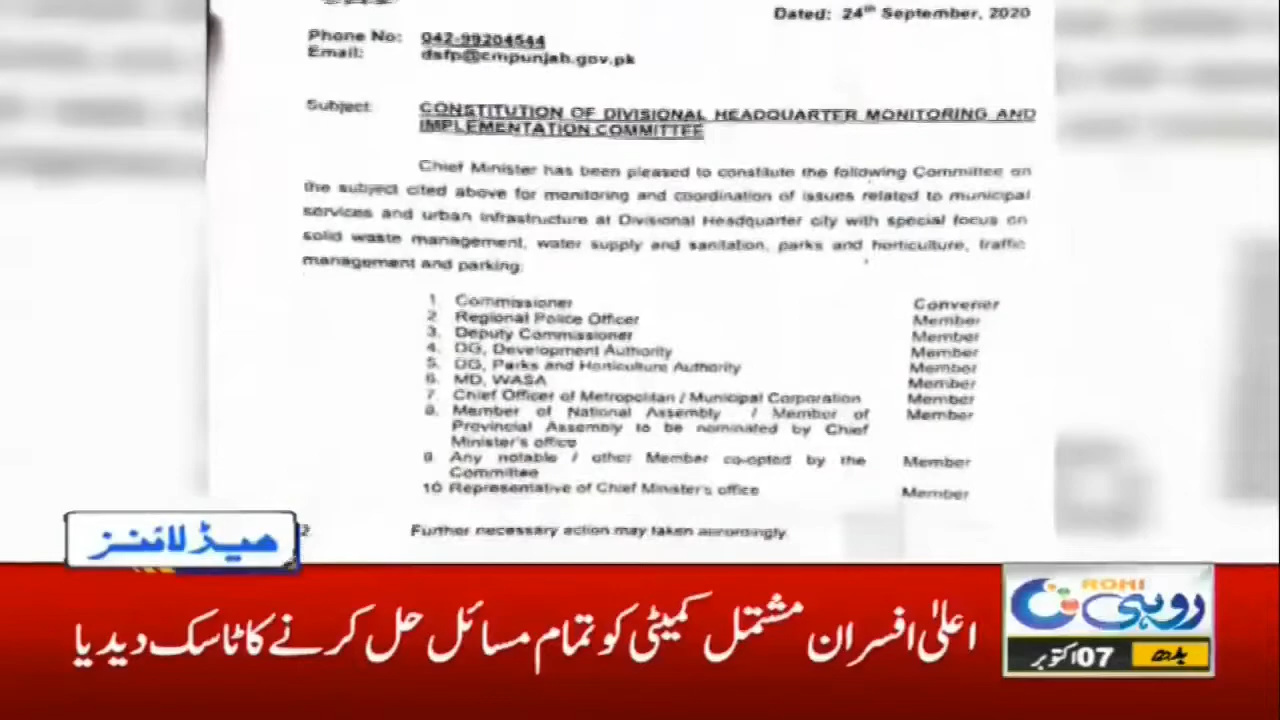 Dated: 24th September, 2020
Phone No: 042-99204544
Email: dsfp@cmpunjab.gov.pk
Subject: CONSTITUTION OF DIVISIONAL HEADQUARTER MONITORING AND
IMPLEMENTATION COMMITTEE
Chief Minister has been pleased to constitute the following Committee on
the subject cited above for monitoring and coordination of issues related to municipal
services and urban infrastructure at Divisional Headquarter city with special focus on
solid waste management, water supply and sanitation, parks and horticulture, traffic
management and parking:
1. Commissioner Convener
2. Regional Police Officer Member
3. Deputy Commissioner Member
4. DG, Development Authority Member
5. DG, Parks and Horticulture Authority Member
6. MD, WASA Member
7. Chief Officer of Metropolitan / Municipal Corporation Member
8. Member of National Assembly / Member of Member
Provincial Assembly to be nominated by Chief
Minister's office
9. Any notable / other Member co-opted by the Member
Committee
10 Representative of Chief Minister's office Member
2 Further necessary action may taken accordingly.
ہیڈ لائنز
اعلیٰ افسران مشتمل کمیٹی کو تمام مسائل حل کرنے کا ٹاسک دیدیا
ROHI
روہی
بدھ 07 اکتوبر